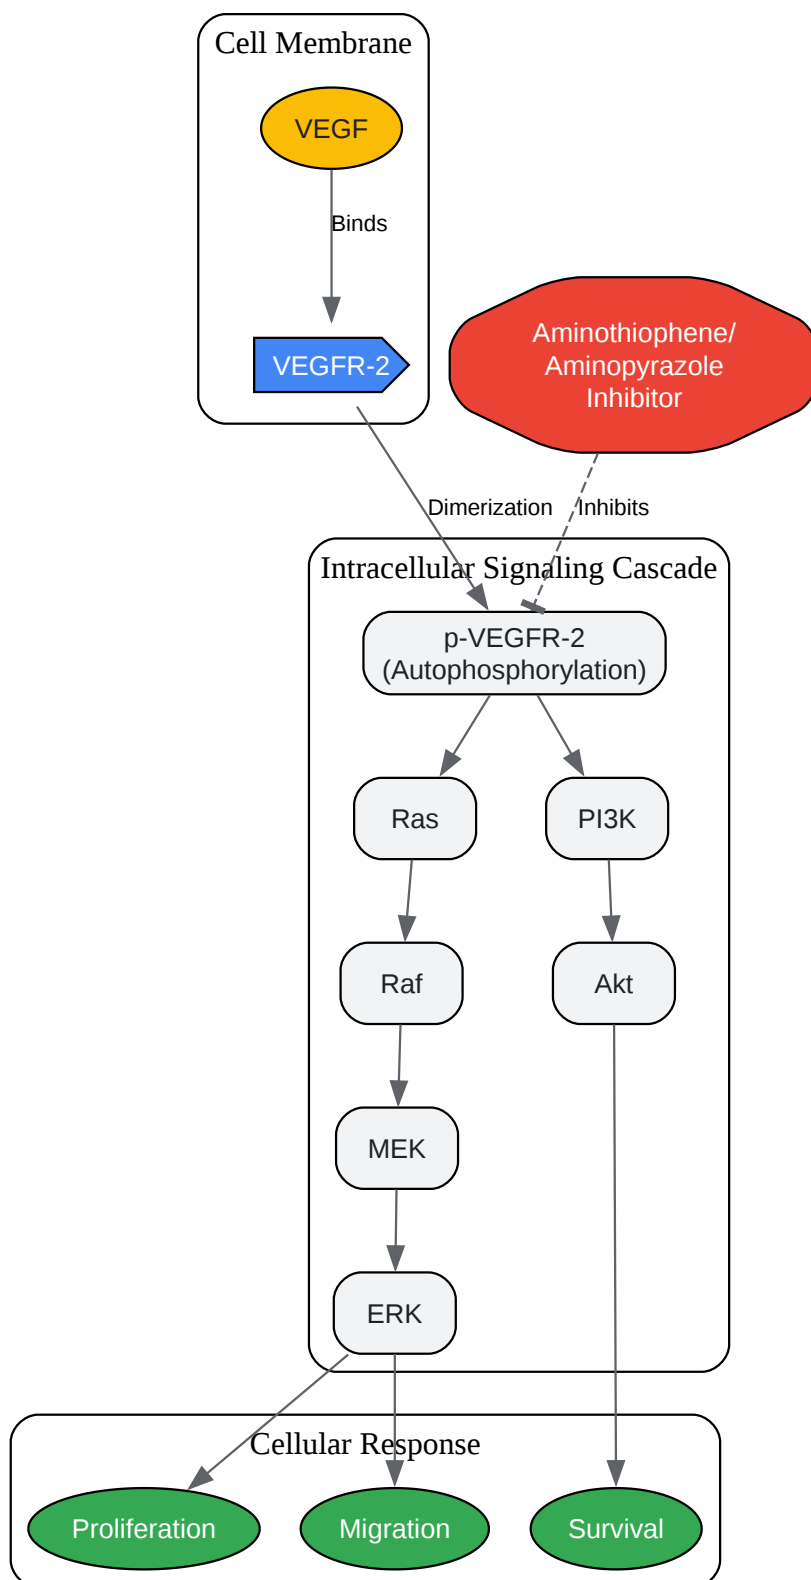 Cell Membrane
VEGF
Binds
VEGFR-2
Aminothiophene/
Aminopyrazole
Inhibitor
Dimerization
Inhibits
Intracellular Signaling Cascade
p-VEGFR-2
(Autophosphorylation)
Ras
PI3K
Raf
Akt
MEK
ERK
Cellular Response
Proliferation
Migration
Survival